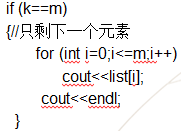 if (k==m)
{//只剩下一个元素
for (int i=0;i<=m;i++)
cout<<list[i];
cout<<endl;
}